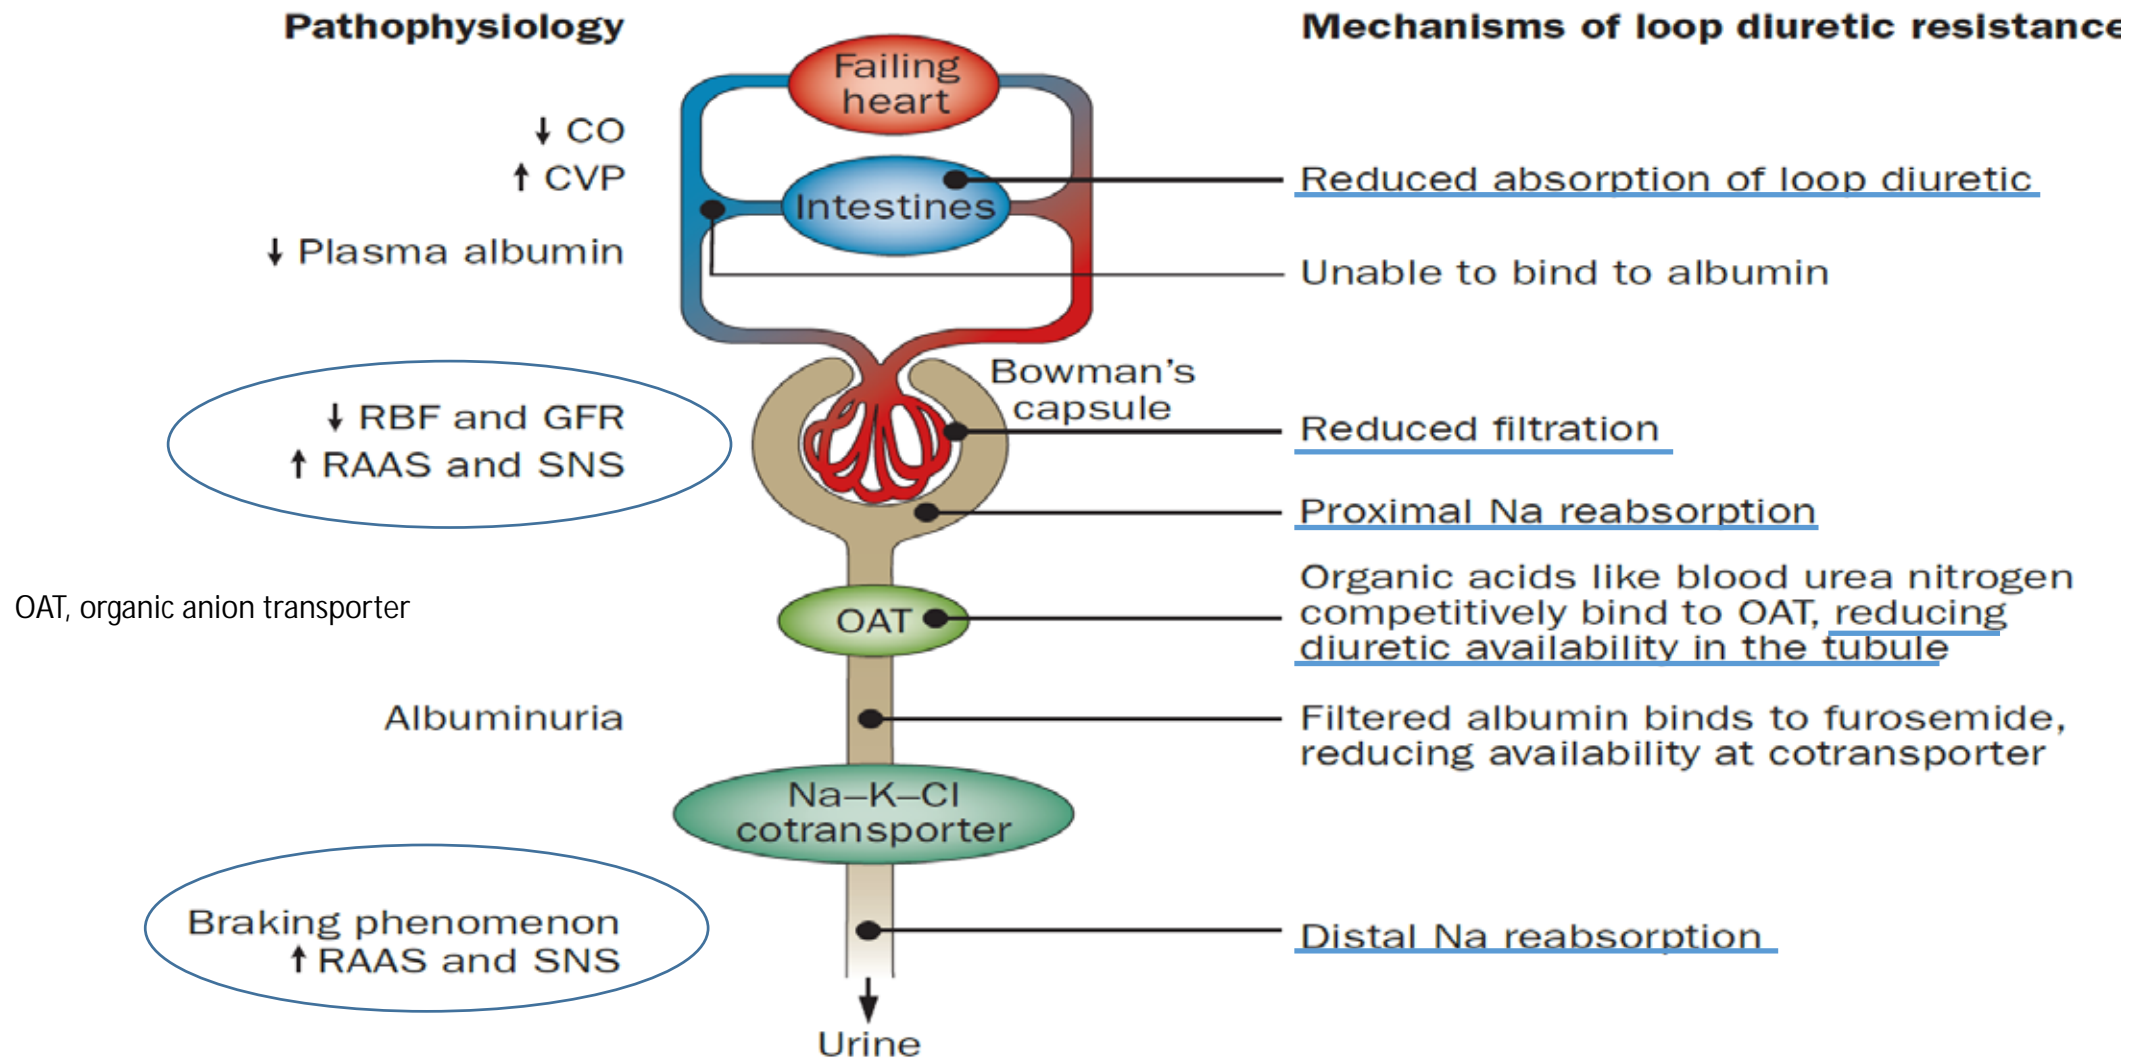 Pathophysiology
Mechanisms of loop diuretic resistance
Failing
heart
↓ CO
↑ CVP
Reduced absorption of loop diuretic
Intestines
↓ Plasma albumin
Unable to bind to albumin
Bowman's
capsule
↓ RBF and GFR
↑ RAAS and SNS
Reduced filtration
Proximal Na reabsorption
OAT, organic anion transporter
OAT
Organic acids like blood urea nitrogen
competitively bind to OAT, reducing
diuretic availability in the tubule
Albuminuria
Filtered albumin binds to furosemide,
reducing availability at cotransporter
Na–K–Cl
cotransporter
Braking phenomenon
↑ RAAS and SNS
Distal Na reabsorption
Urine